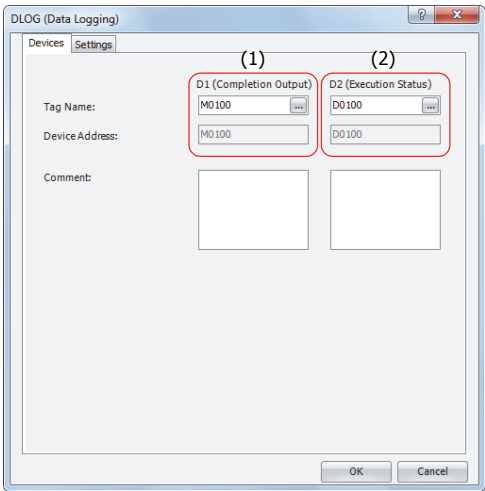 DLOG (Data Logging)
Devices Settings
(1) (2)
D1 (Completion Output) D2 (Execution Status)
Tag Name: M0100 ... D0100 ...
Device Address: M0100 D0100
Comment:
OK Cancel